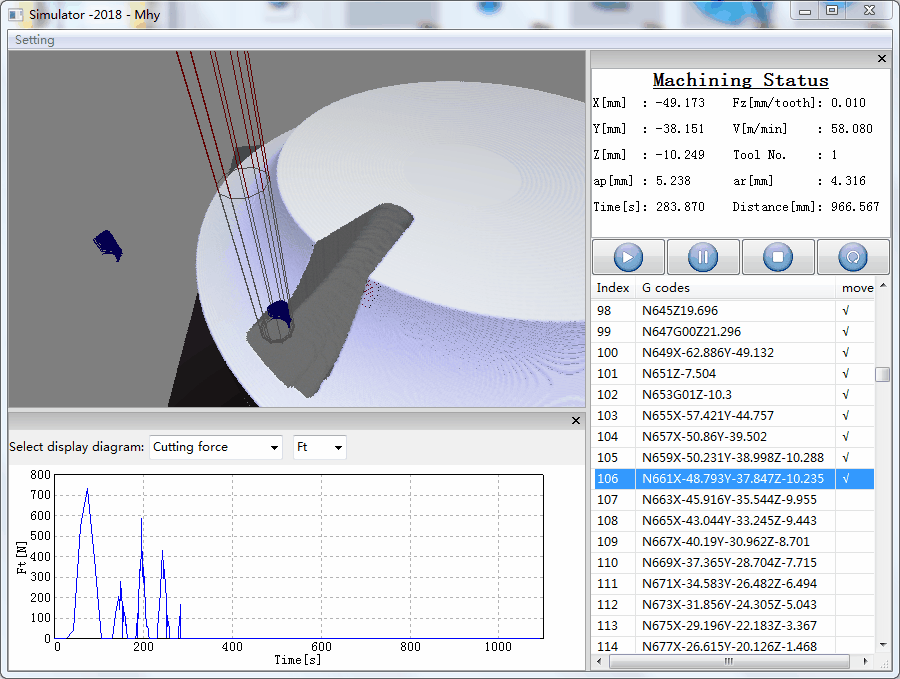 Simulator -2018 - Mhy
Setting
Machining Status
X[mm] : -49.173 Fz[mm/tooth]: 0.010
Y[mm] : -38.151 V[m/min] : 58.080
Z[mm] : -10.249 Tool No. : 1
ap[mm] : 5.238 ar[mm] : 4.316
Time[s]: 283.870 Distance[mm]: 966.567
Index G codes move
98 N645Z19.696 √
99 N647G00Z21.296 √
100 N649X-62.886Y-49.132 √
101 N651Z-7.504 √
102 N653G01Z-10.3 √
103 N655X-57.421Y-44.757 √
104 N657X-50.86Y-39.502 √
105 N659X-50.231Y-38.998Z-10.288 √
106 N661X-48.793Y-37.847Z-10.235 √
107 N663X-45.916Y-35.544Z-9.955
108 N665X-43.044Y-33.245Z-9.443
109 N667X-40.19Y-30.962Z-8.701
110 N669X-37.365Y-28.704Z-7.715
111 N671X-34.583Y-26.482Z-6.494
112 N673X-31.856Y-24.305Z-5.043
113 N675X-29.196Y-22.183Z-3.367
114 N677X-26.615Y-20.126Z-1.468
Select display diagram: Cutting force Ft
800
700
600
500
400
300
200
100
0
Ft[N]
0 200 400 600 800 1000
Time[s]